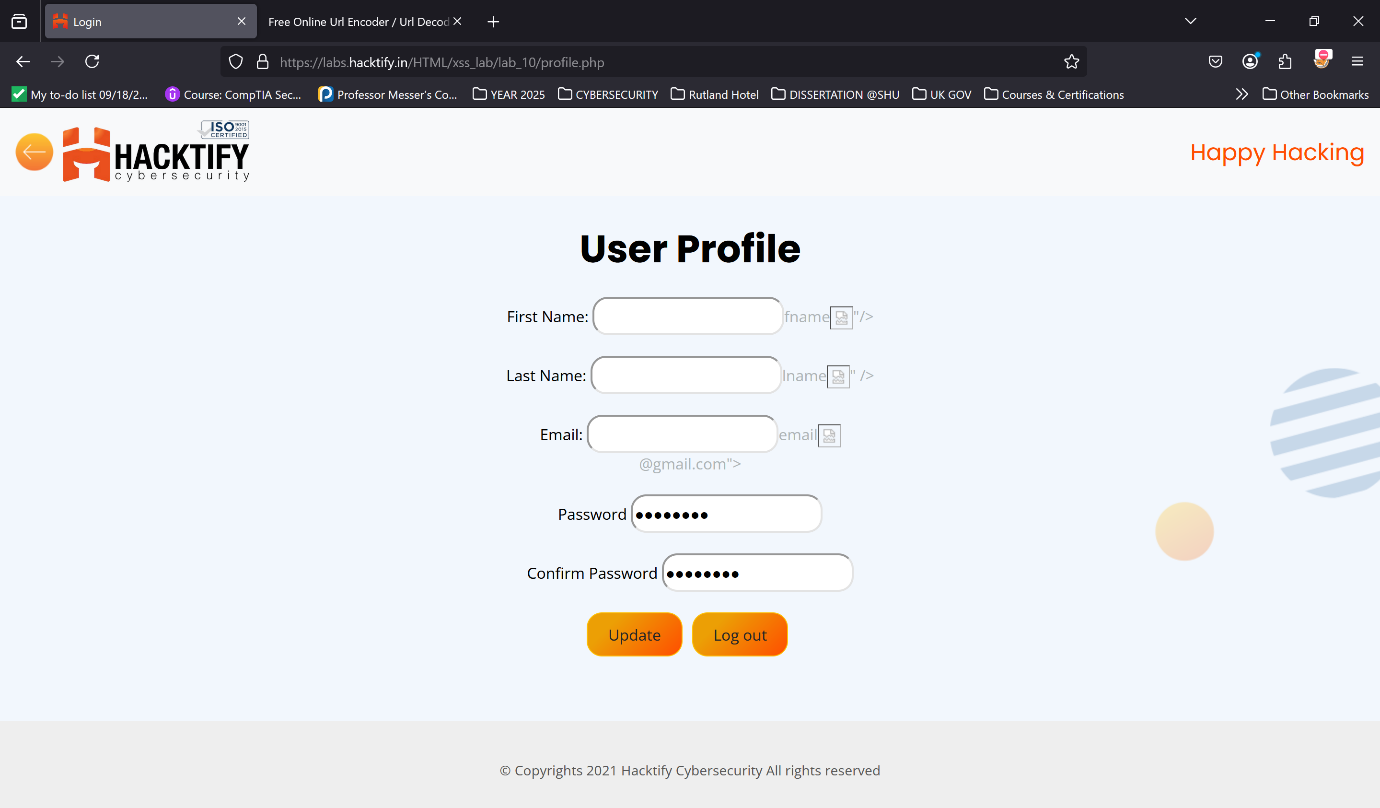 Login
Free Online Url Encoder / Url Decod
https://labs.hacktify.in/HTML/xss_lab/lab_10/profile.php
My to-do list 09/18/2... Course: CompTIA Sec... Professor Messer's Co... YEAR 2025 CYBERSECURITY Rutland Hotel DISSERTATION @SHU UK GOV Courses & Certifications Other Bookmarks
ISO 9001 2015
CERTIFIED
HACKTIFY
cybersecurity
Happy Hacking
User Profile
First Name: fname"/>
Last Name: lname" />
Email: email
@gmail.com">
Password ••••••••
Confirm Password ••••••••
Update Log out
© Copyrights 2021 Hacktify Cybersecurity All rights reserved